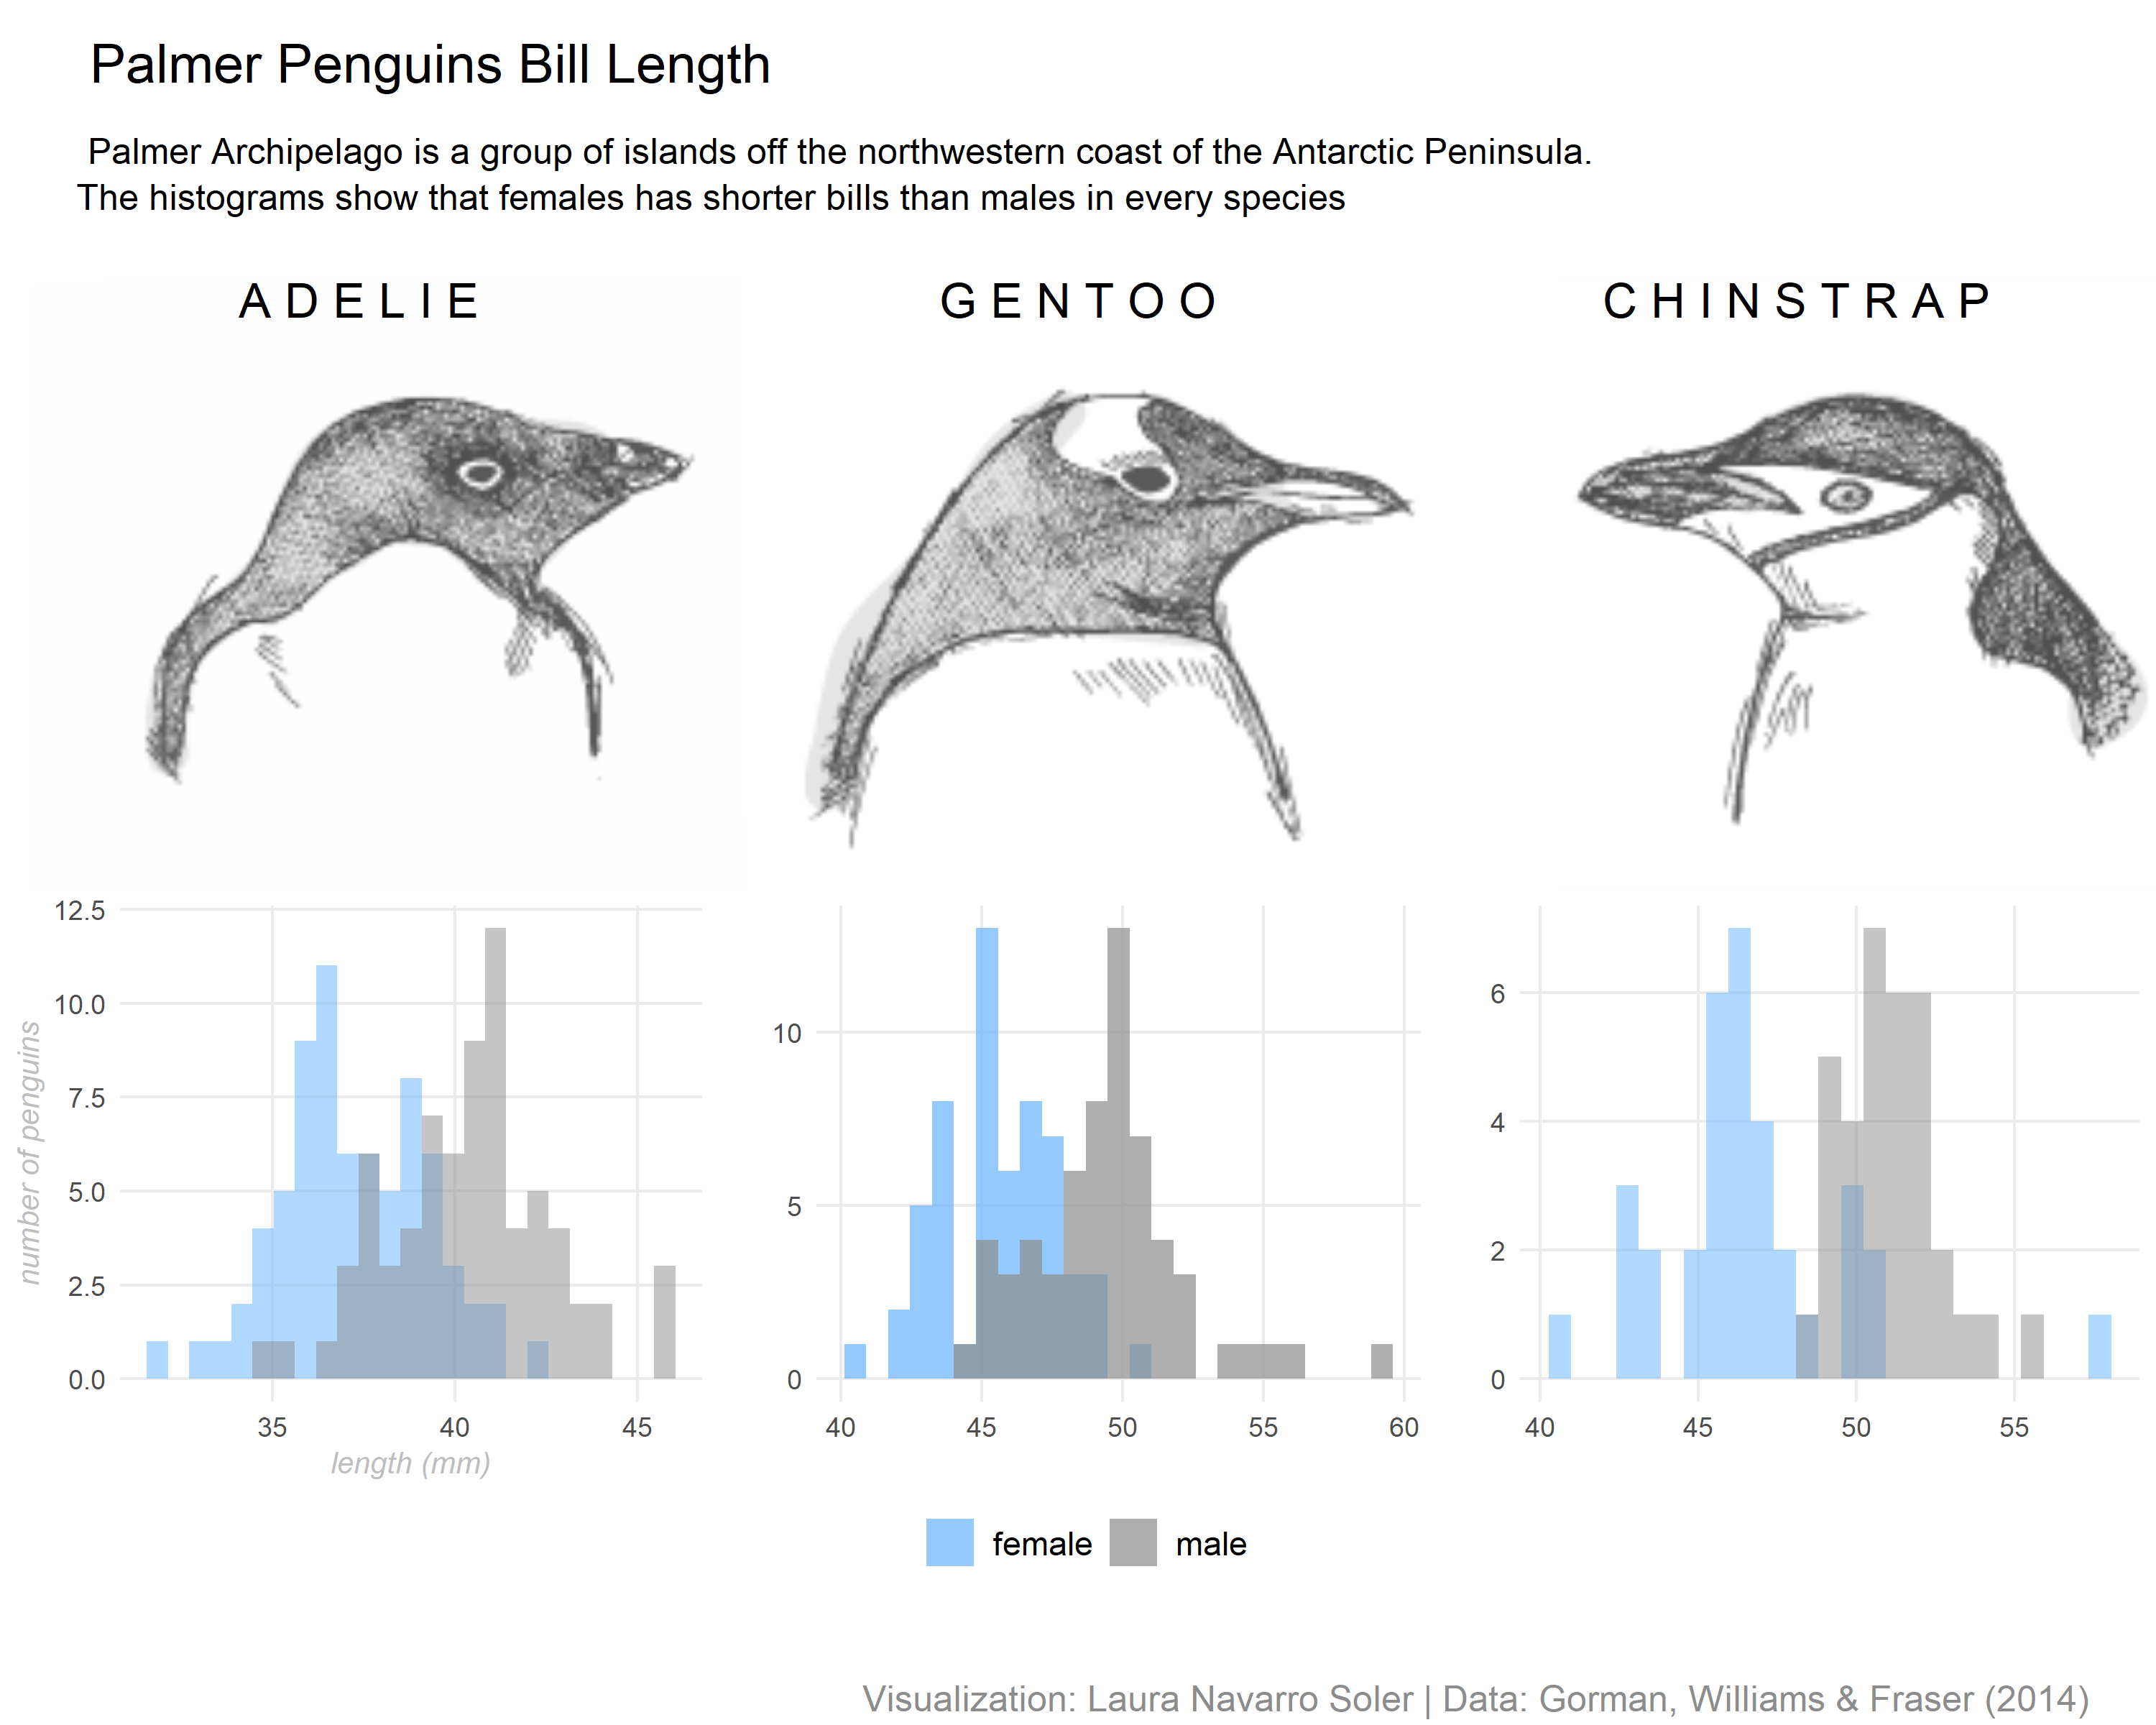 Palmer Penguins Bill Length
Palmer Archipelago is a group of islands off the northwestern coast of the Antarctic Peninsula.
The histograms show that females has shorter bills than males in every species
ADELIE
GENTOO
CHINSTRAP
number of penguins
12.5
10.0
7.5
5.0
2.5
0.0
35 40 45
length (mm)
10
5
0
40 45 50 55 60
6
4
2
0
40 45 50 55
female male
Visualization: Laura Navarro Soler | Data: Gorman, Williams & Fraser (2014)